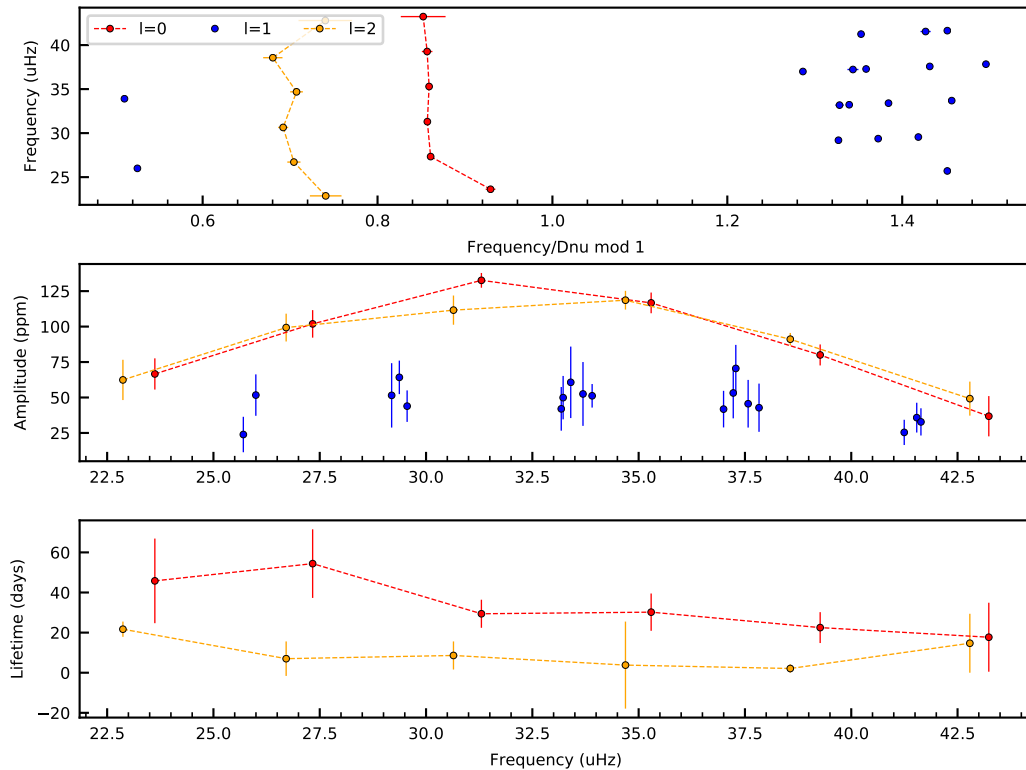 l=0 l=1 l=2
Frequency (uHz)
40
35
30
25
0.6 0.8 1.0 1.2 1.4
Frequency/Dnu mod 1
Amplitude (ppm)
125
100
75
50
25
22.5 25.0 27.5 30.0 32.5 35.0 37.5 40.0 42.5
Lifetime (days)
60
40
20
0
−20
22.5 25.0 27.5 30.0 32.5 35.0 37.5 40.0 42.5
Frequency (uHz)